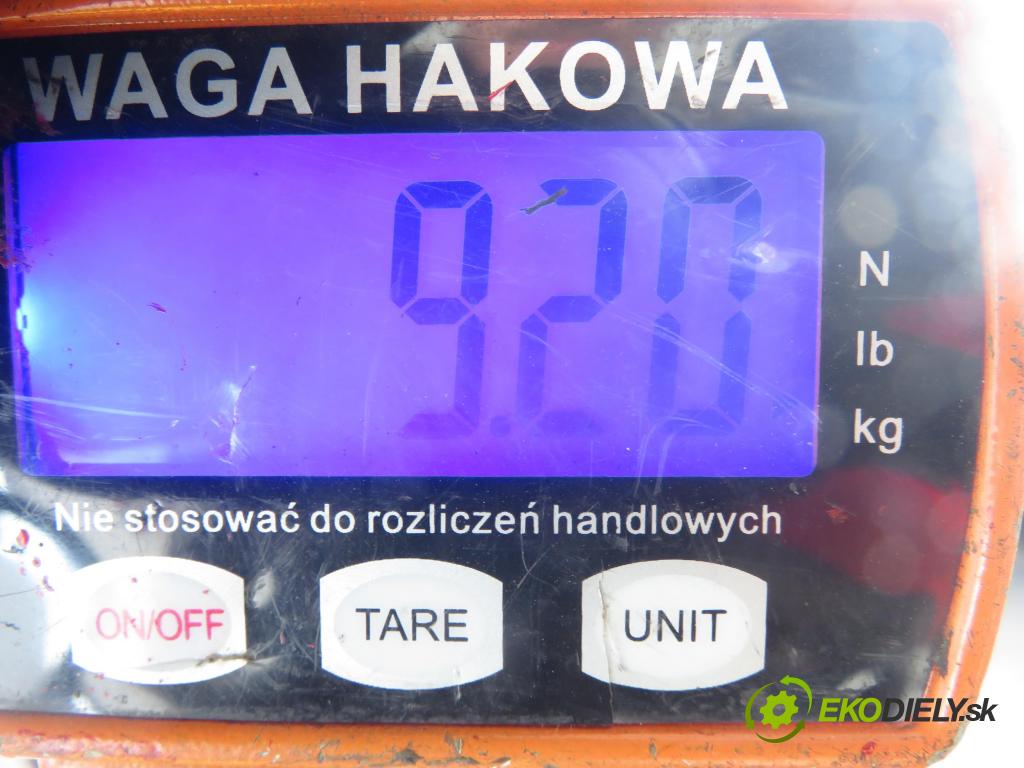 WAGA HAKOWA
9.20
N
lb
kg
Nie stosować do rozliczeń handlowych
ON/OFF TARE UNIT
EKODIELY.sk